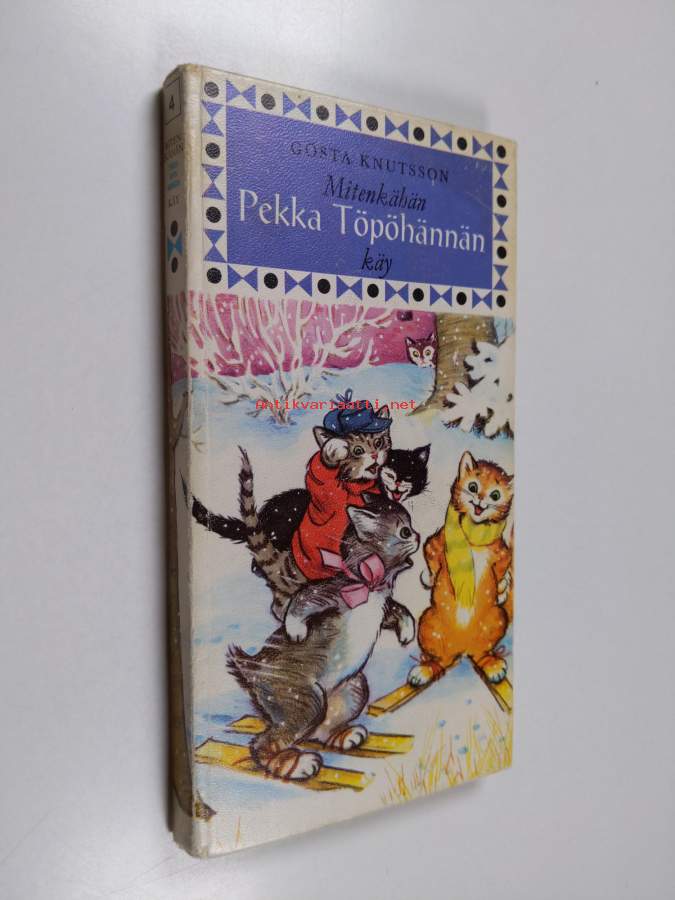 4
GÖSTA KNUTSSON
Mitenkähän
Pekka Töpöhännän
käy
Antikvariaatti.net